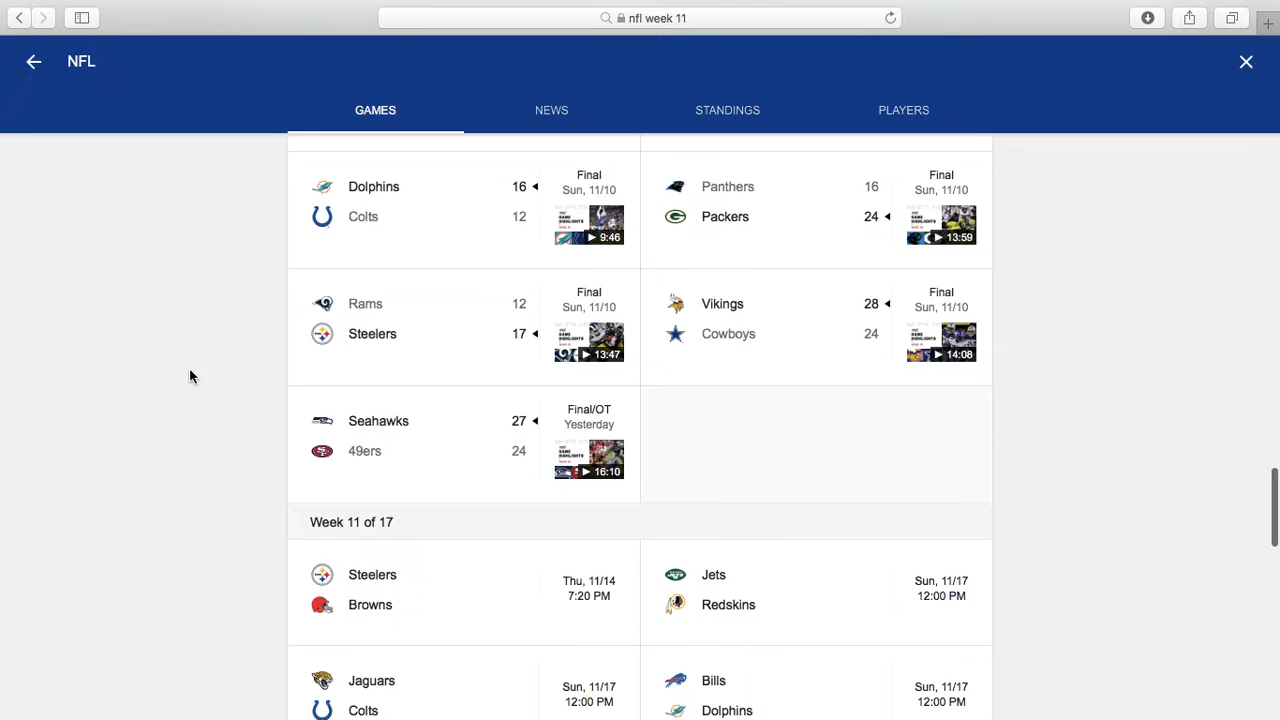 nfl week 11
NFL
GAMES NEWS STANDINGS PLAYERS
Dolphins 16
Colts 12
Final
Sun, 11/10
9:46
Panthers 16
Packers 24
Final
Sun, 11/10
13:59
Rams 12
Steelers 17
Final
Sun, 11/10
13:47
Vikings 28
Cowboys 24
Final
Sun, 11/10
14:08
Seahawks 27
49ers 24
Final/OT
Yesterday
16:10
Week 11 of 17
Steelers
Browns
Thu, 11/14
7:20 PM
Jets
Redskins
Sun, 11/17
12:00 PM
Jaguars
Colts
Sun, 11/17
12:00 PM
Bills
Dolphins
Sun, 11/17
12:00 PM